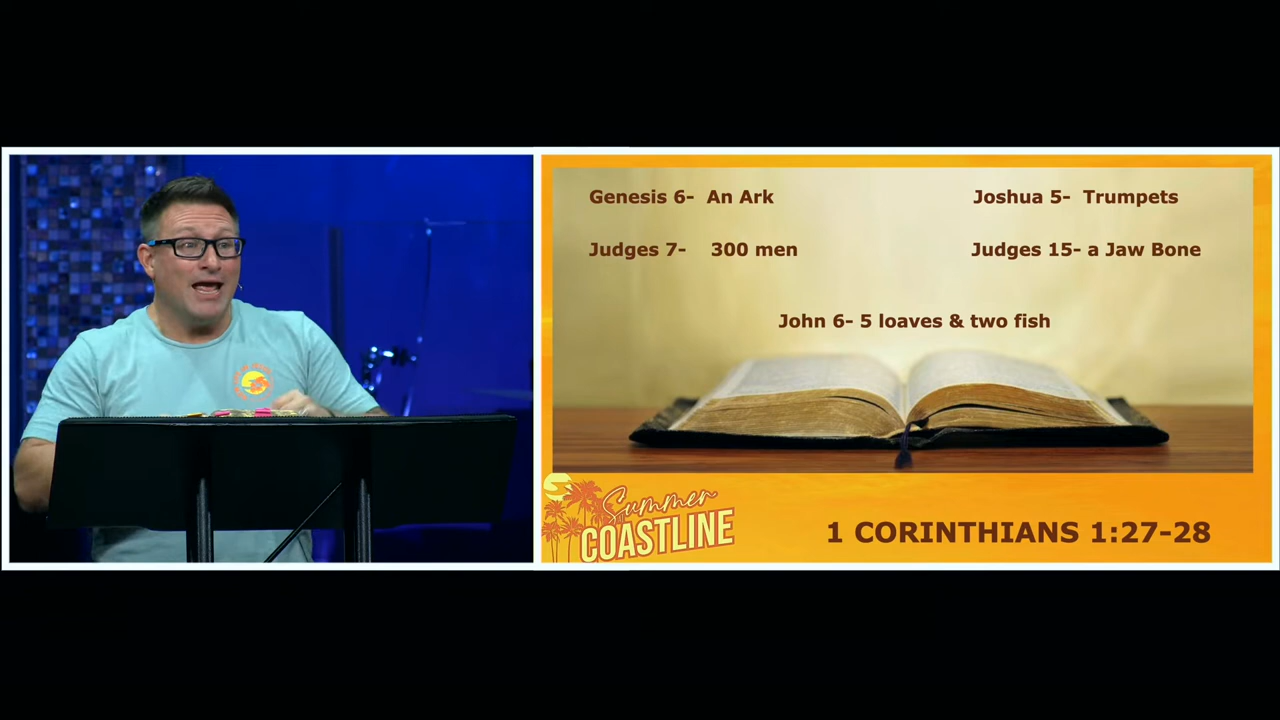 Genesis 6-  An Ark
Joshua 5-  Trumpets
Judges 7-    300 men
Judges 15- a Jaw Bone
John 6- 5 loaves & two fish
Summer
COASTLINE
1 CORINTHIANS 1:27-28